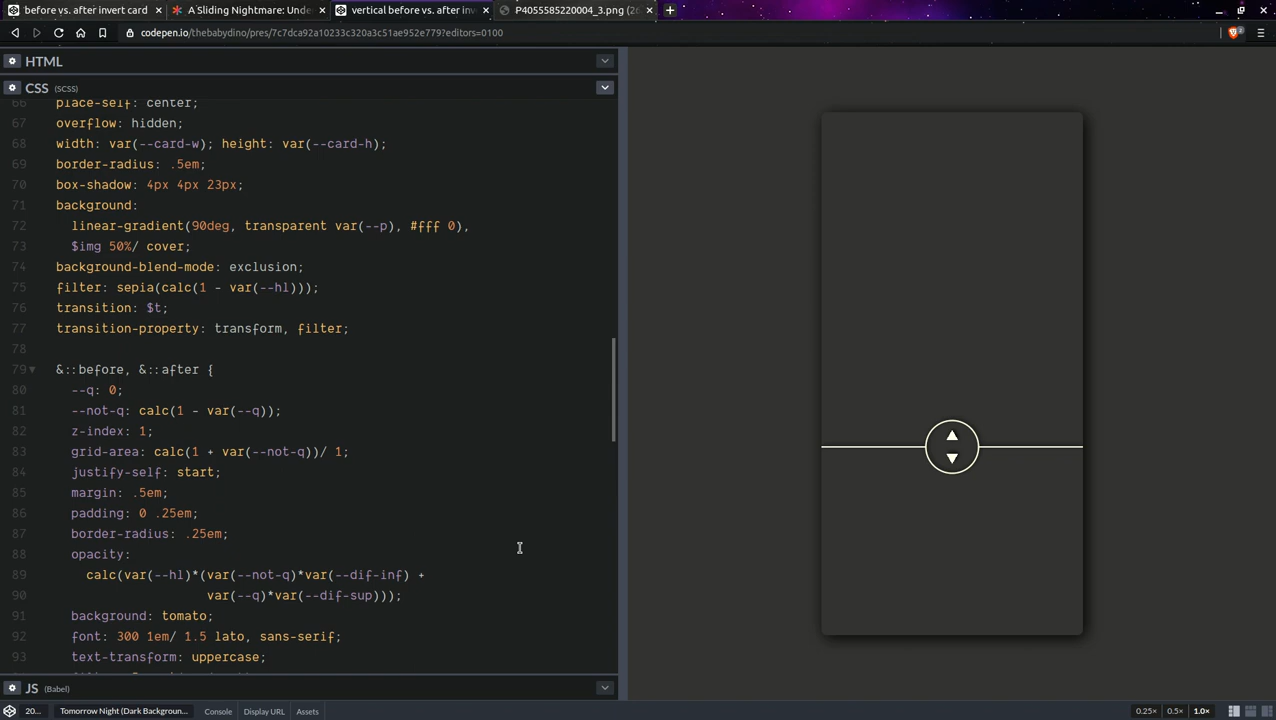 before vs. after invert card
A Sliding Nightmare: Unde
vertical before vs. after inv
P4055585220004_3.png (26
codepen.io/thebabydino/pres/7c7dca92a10233c320a3c51ae952e779?editors=0100
2
HTML
CSS (SCSS)
66 place-self: center;
67 overflow: hidden;
68 width: var(--card-w); height: var(--card-h);
69 border-radius: .5em;
70 box-shadow: 4px 4px 23px;
71 background:
72 linear-gradient(90deg, transparent var(--p), #fff 0),
73 $img 50%/ cover;
74 background-blend-mode: exclusion;
75 filter: sepia(calc(1 - var(--hl)));
76 transition: $t;
77 transition-property: transform, filter;
78
79 &::before, &::after {
80 --q: 0;
81 --not-q: calc(1 - var(--q));
82 z-index: 1;
83 grid-area: calc(1 + var(--not-q))/ 1;
84 justify-self: start;
85 margin: .5em;
86 padding: 0 .25em;
87 border-radius: .25em;
88 opacity:
89 calc(var(--hl)*(var(--not-q)*var(--dif-inf) +
90 var(--q)*var(--dif-sup)));
91 background: tomato;
92 font: 300 1em/ 1.5 lato, sans-serif;
93 text-transform: uppercase;
JS (Babel)
20...
Tomorrow Night (Dark Backgroun...
Console
Display URL
Assets
0.25×
0.5×
1.0×